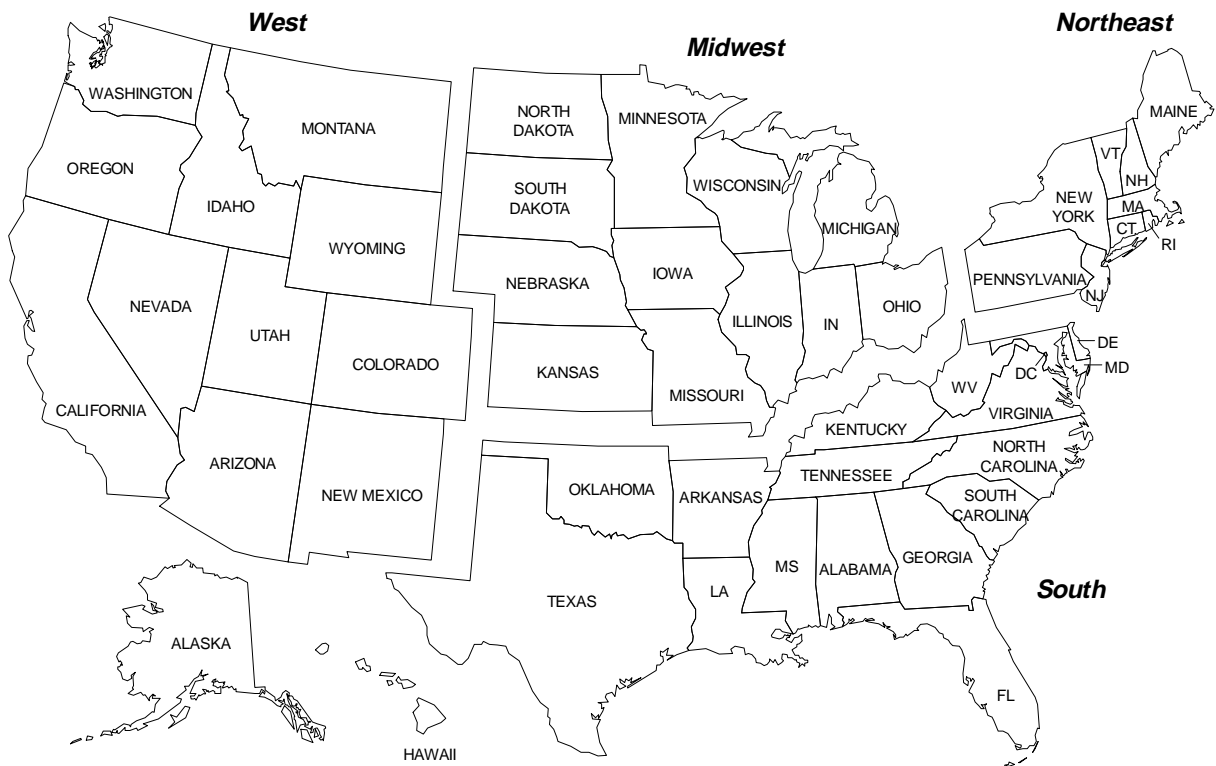 West
Midwest
Northeast
WASHINGTON
OREGON
IDAHO
MONTANA
WYOMING
CALIFORNIA
NEVADA
UTAH
COLORADO
ARIZONA
NEW MEXICO
ALASKA
HAWAII
NORTH
DAKOTA
SOUTH
DAKOTA
NEBRASKA
KANSAS
MINNESOTA
IOWA
MISSOURI
WISCONSIN
ILLINOIS
MICHIGAN
IN
OHIO
MAINE
VT
NH
NEW
YORK
MA
CT
RI
PENNSYLVANIA
NJ
DE
MD
DC
WV
VIRGINIA
KENTUCKY
TENNESSEE
NORTH
CAROLINA
SOUTH
CAROLINA
OKLAHOMA
ARKANSAS
TEXAS
LA
MS
ALABAMA
GEORGIA
FL
South